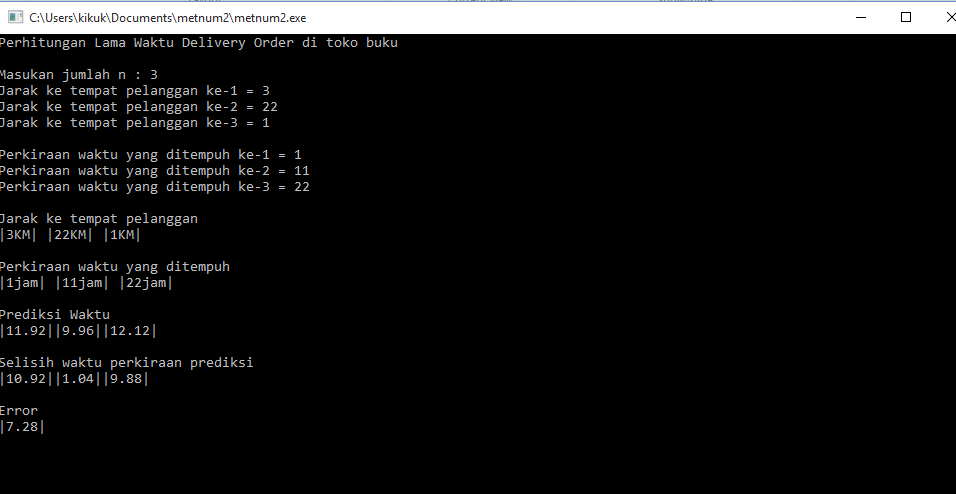 C:\Users\kikuk\Documents\metnum2\metnum2.exe
Perhitungan Lama Waktu Delivery Order di toko buku
Masukan jumlah n : 3
Jarak ke tempat pelanggan ke-1 = 3
Jarak ke tempat pelanggan ke-2 = 22
Jarak ke tempat pelanggan ke-3 = 1
Perkiraan waktu yang ditempuh ke-1 = 1
Perkiraan waktu yang ditempuh ke-2 = 11
Perkiraan waktu yang ditempuh ke-3 = 22
Jarak ke tempat pelanggan
|3KM| |22KM| |1KM|
Perkiraan waktu yang ditempuh
|1jam| |11jam| |22jam|
Prediksi Waktu
|11.92||9.96||12.12|
Selisih waktu perkiraan prediksi
|10.92||1.04||9.88|
Error
|7.28|